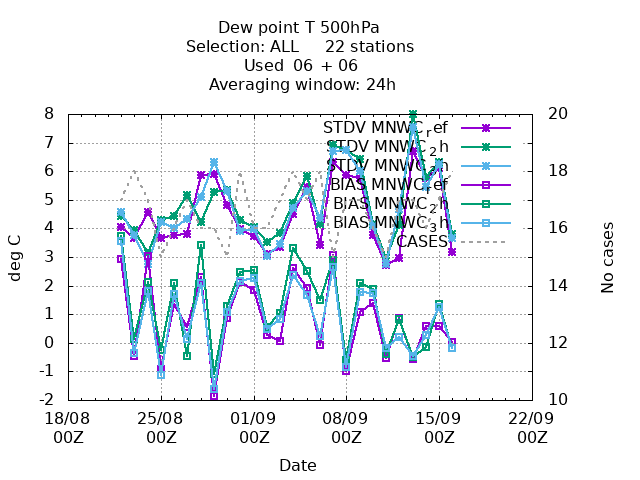 Dew point T 500hPa
Selection: ALL 22 stations
Used 06 + 06
Averaging window: 24h
8 20
STDV MNWC_ref
7
STDV MNWC_2h
STDV MNWC_3h
6 18
BIAS MNWC_ref
5
BIAS MNWC_2h
BIAS MNWC_3h
4 16
CASES
3
2 14
1
0 12
-1
-2 10
deg C
No cases
18/08 25/08 01/09 08/09 15/09 22/09
00Z 00Z 00Z 00Z 00Z 00Z
Date